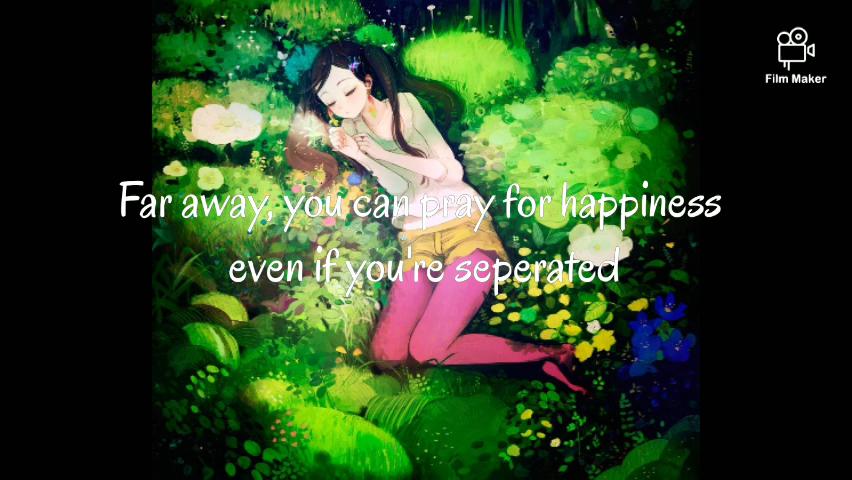 Film Maker
Far away, you can pray for happiness
even if you're seperated